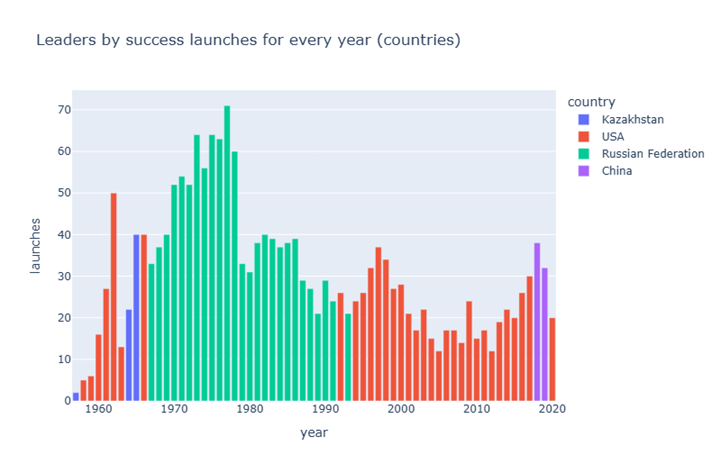 Leaders by success launches for every year (countries)
country
Kazakhstan
USA
Russian Federation
China
launches
70
60
50
40
30
20
10
0
1960 1970 1980 1990 2000 2010 2020
year